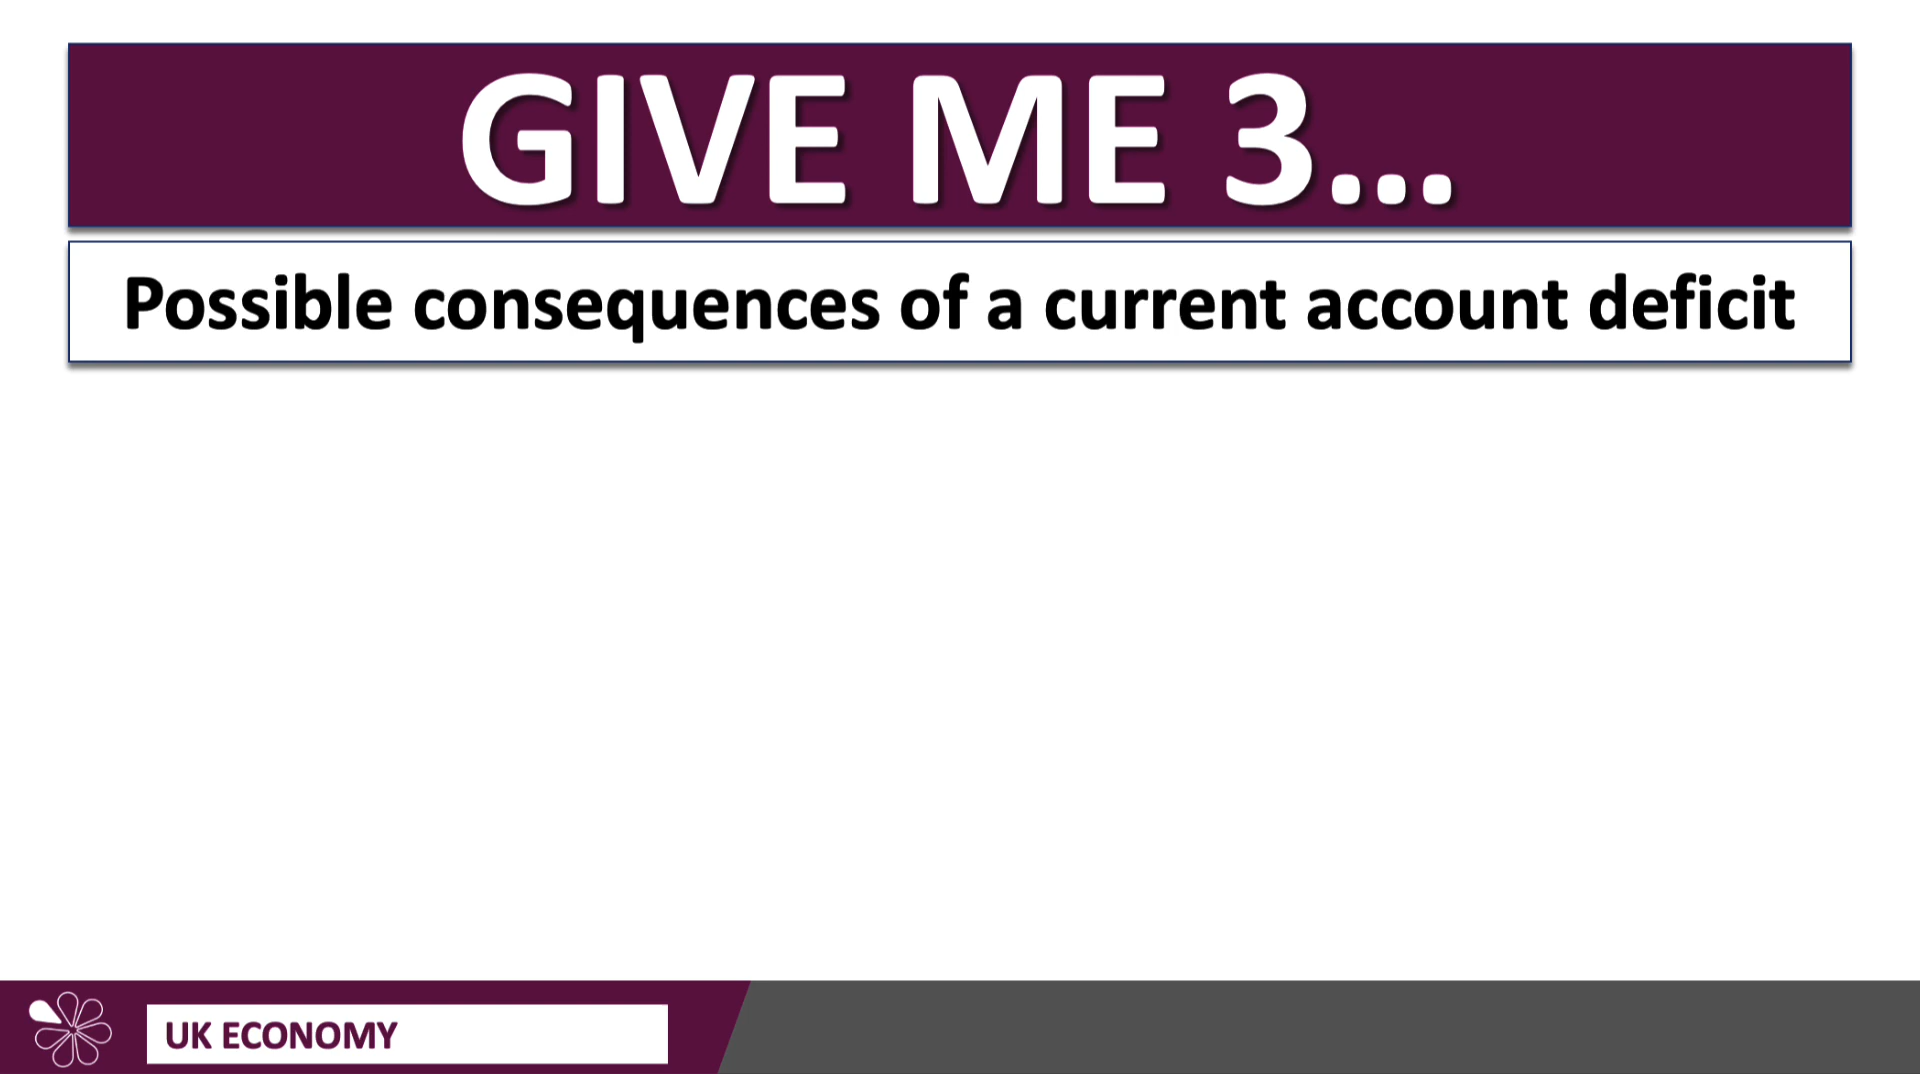 GIVE ME 3...
Possible consequences of a current account deficit
UK ECONOMY